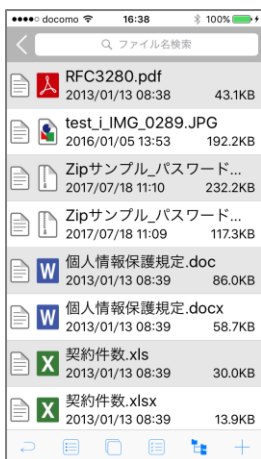 docomo 16:38 100%
ファイル名検索
RFC3280.pdf
2013/01/13 08:38 43.1KB
test_i_IMG_0289.JPG
2016/01/05 13:53 192.2KB
Zipサンプル_パスワード...
2017/07/18 11:10 232.2KB
Zipサンプル_パスワード...
2017/07/18 11:09 117.3KB
W 個人情報保護規定.doc
2013/01/13 08:39 86.0KB
W 個人情報保護規定.docx
2013/01/13 08:39 58.7KB
X 契約件数.xls
2013/01/13 08:39 30.0KB
X 契約件数.xlsx
2013/01/13 08:39 13.9KB